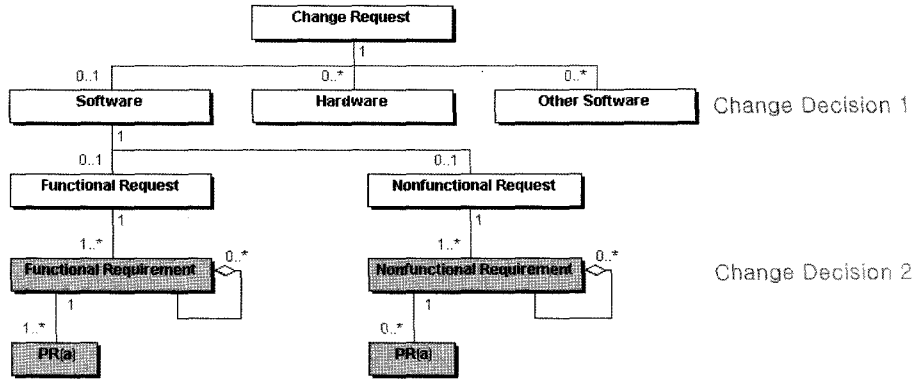 Change Request
1
0..1 0..* 0..*
Software Hardware Other Software Change Decision 1
1
0..1 0..1
Functional Request Nonfunctional Request
1 1
1..* 0..* 1..* 0..*
Functional Requirement Nonfunctional Requirement Change Decision 2
1 1
1..* 0..*
PR(a) PR(a)